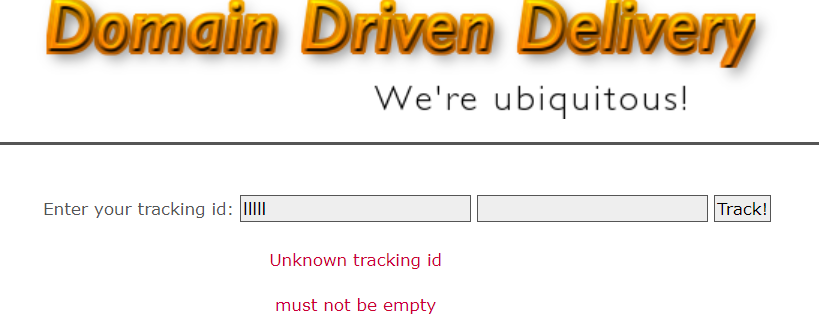 Domain Driven Delivery
We're ubiquitous!
Enter your tracking id: lllll Track!
Unknown tracking id
must not be empty